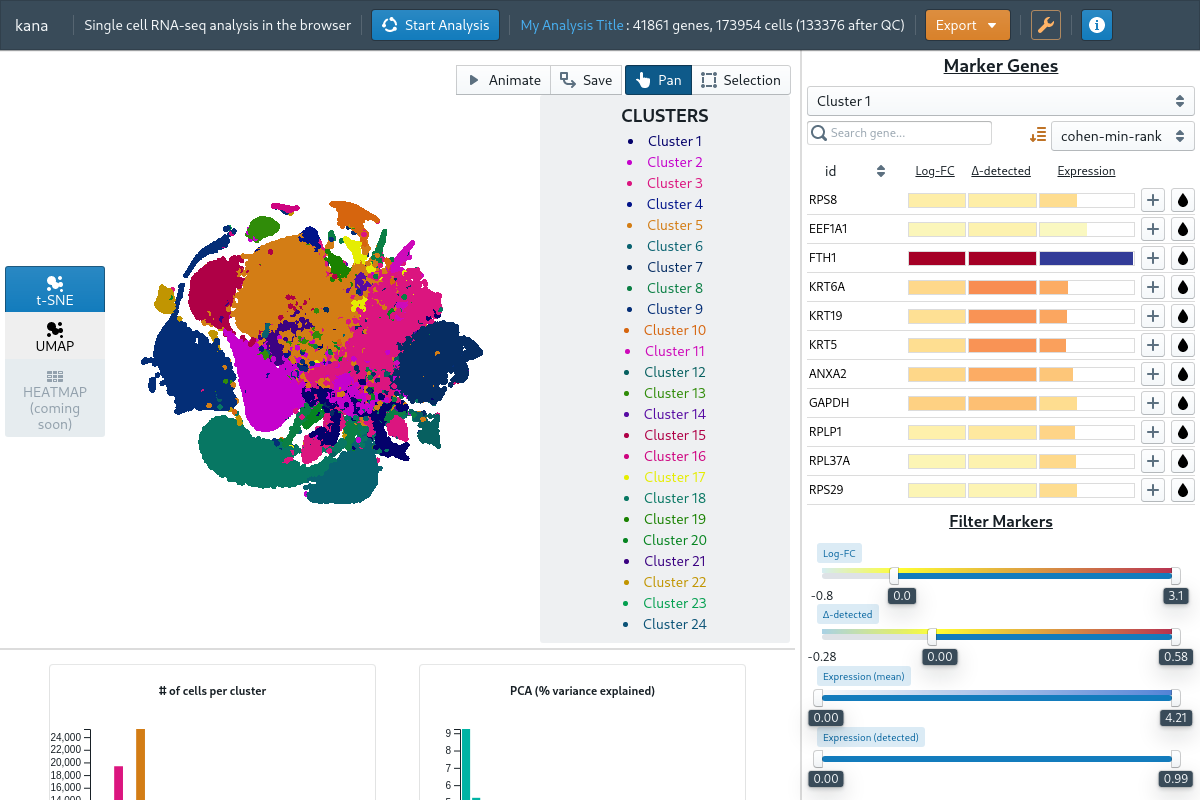 kana
Single cell RNA-seq analysis in the browser
Start Analysis
My Analysis Title : 41861 genes, 173954 cells (133376 after QC)
Export
Animate
Save
Pan
Selection
t-SNE
UMAP
HEATMAP
(coming
soon)
CLUSTERS
Cluster 1
Cluster 2
Cluster 3
Cluster 4
Cluster 5
Cluster 6
Cluster 7
Cluster 8
Cluster 9
Cluster 10
Cluster 11
Cluster 12
Cluster 13
Cluster 14
Cluster 15
Cluster 16
Cluster 17
Cluster 18
Cluster 19
Cluster 20
Cluster 21
Cluster 22
Cluster 23
Cluster 24
# of cells per cluster
24,000
22,000
20,000
18,000
16,000
14,000
PCA (% variance explained)
9
8
7
6
Marker Genes
Cluster 1
Search gene...
cohen-min-rank
id Log-FC Δ-detected Expression
RPS8
EEF1A1
FTH1
KRT6A
KRT19
KRT5
ANXA2
GAPDH
RPLP1
RPL37A
RPS29
Filter Markers
Log-FC
-0.8 0.0 3.1
Δ-detected
-0.28 0.00 0.58
Expression (mean)
0.00 4.21
Expression (detected)
0.00 0.99